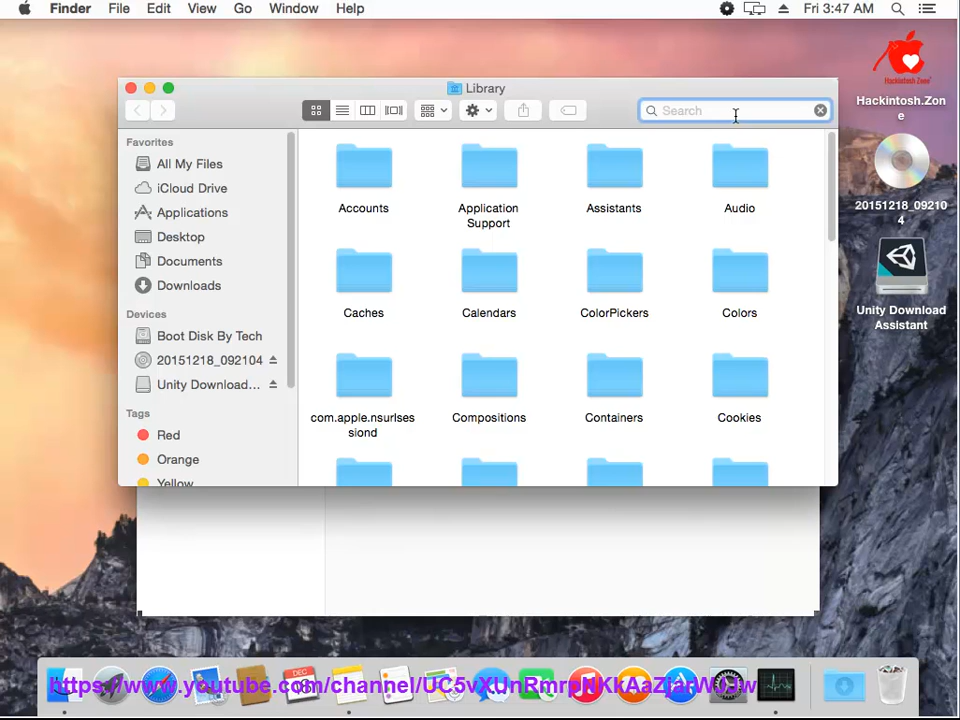 Finder File Edit View Go Window Help Fri 3:47 AM
Library
Search
Favorites
All My Files
iCloud Drive
Applications
Desktop
Documents
Downloads
Devices
Boot Disk By Tech
20151218_092104
Unity Download...
Tags
Red
Orange
Yellow
Accounts
Application
Support
Assistants
Audio
Caches
Calendars
ColorPickers
Colors
com.apple.nsurlses
siond
Compositions
Containers
Cookies
Hackintosh Zone
Hackintosh.Zon
e
20151218_09210
4
Unity Download
Assistant
DEC